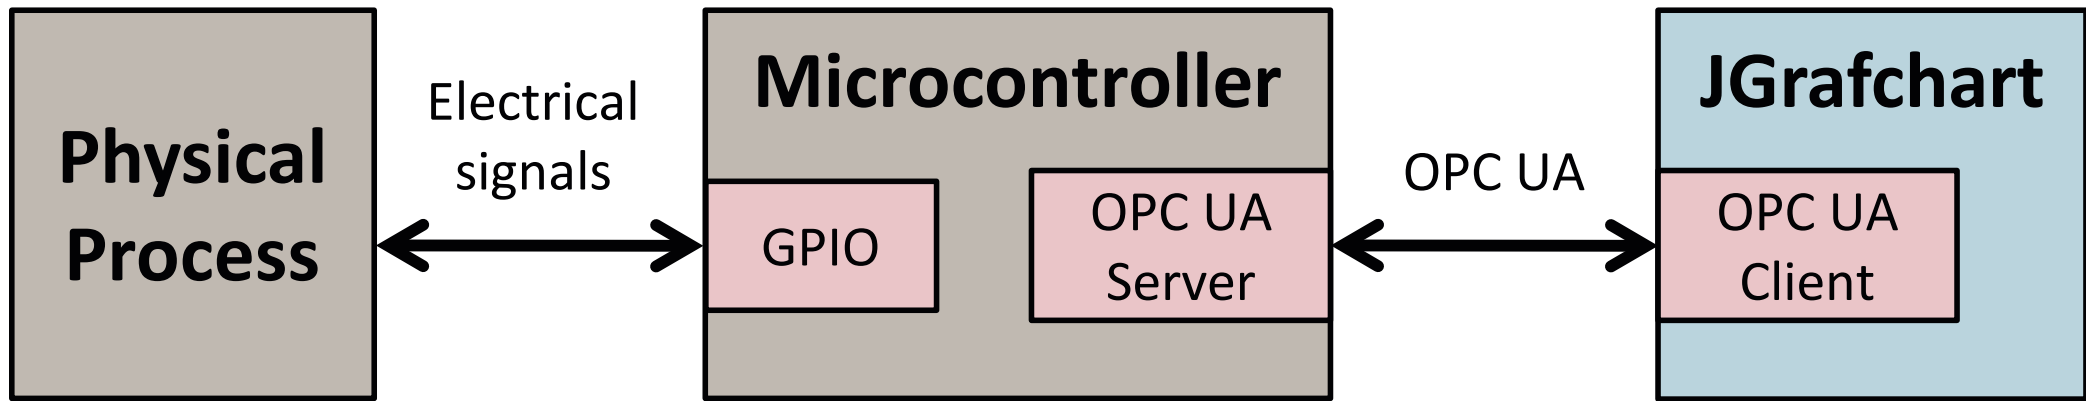 Physical
Process
Electrical
signals
Microcontroller
GPIO
OPC UA
Server
OPC UA
JGrafchart
OPC UA
Client